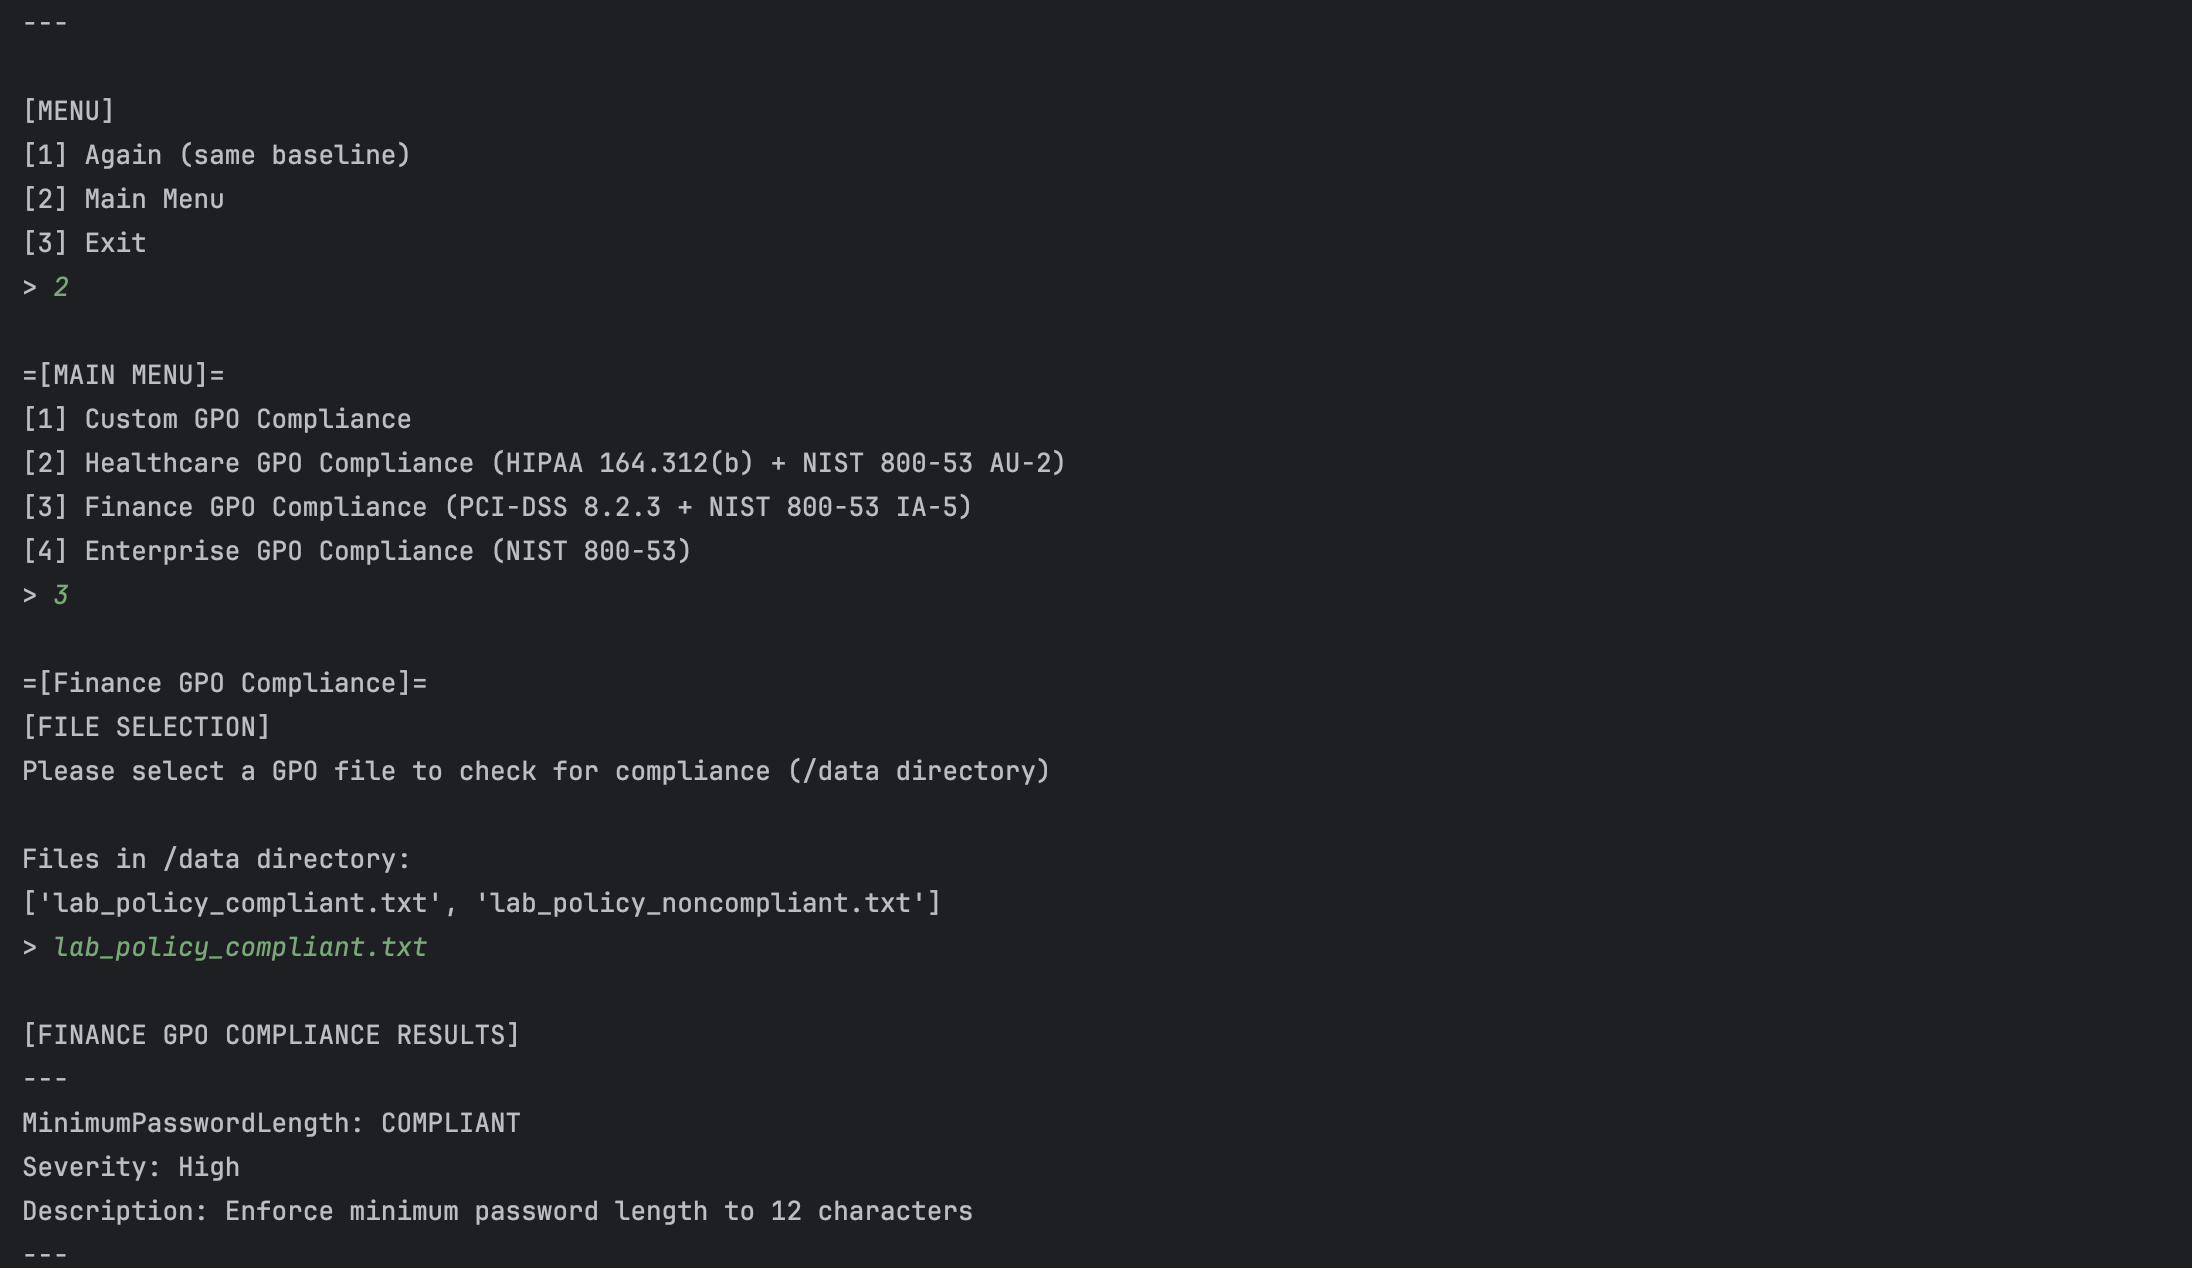 ---
[MENU]
[1] Again (same baseline)
[2] Main Menu
[3] Exit
> 2
=[MAIN MENU]=
[1] Custom GPO Compliance
[2] Healthcare GPO Compliance (HIPAA 164.312(b) + NIST 800-53 AU-2)
[3] Finance GPO Compliance (PCI-DSS 8.2.3 + NIST 800-53 IA-5)
[4] Enterprise GPO Compliance (NIST 800-53)
> 3
=[Finance GPO Compliance]=
[FILE SELECTION]
Please select a GPO file to check for compliance (/data directory)
Files in /data directory:
['lab_policy_compliant.txt', 'lab_policy_noncompliant.txt']
> lab_policy_compliant.txt
[FINANCE GPO COMPLIANCE RESULTS]
---
MinimumPasswordLength: COMPLIANT
Severity: High
Description: Enforce minimum password length to 12 characters
---